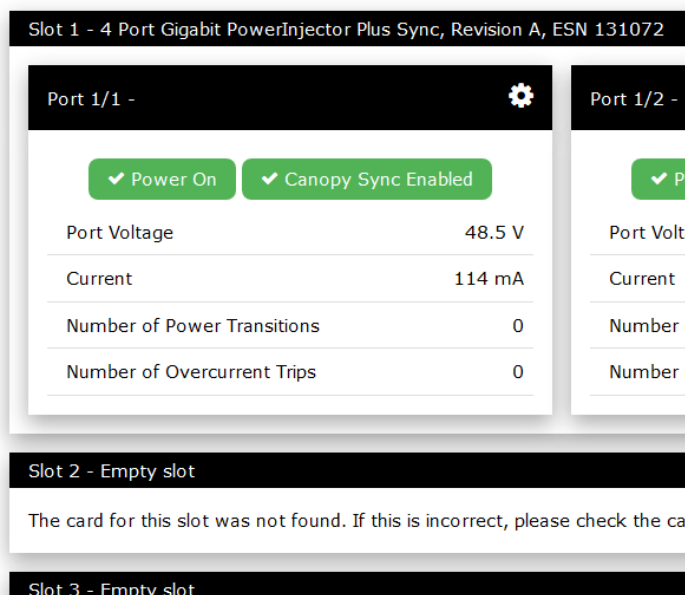 Slot 1 - 4 Port Gigabit PowerInjector Plus Sync, Revision A, ESN 131072
Port 1/1 -
Port 1/2 -
Power On
Canopy Sync Enabled
Port Voltage 48.5 V
Port Volt
Current 114 mA
Current
Number of Power Transitions 0
Number
Number of Overcurrent Trips 0
Number
Slot 2 - Empty slot
The card for this slot was not found. If this is incorrect, please check the ca
Slot 3 - Empty slot